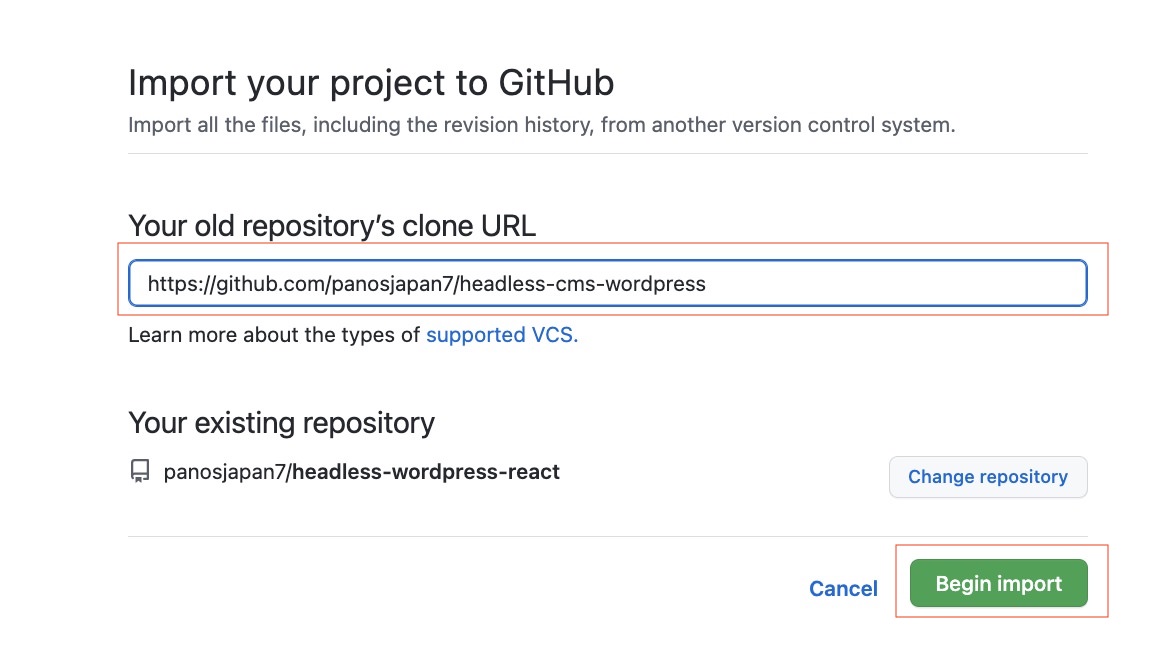 Import your project to GitHub
Import all the files, including the revision history, from another version control system.
Your old repository’s clone URL
https://github.com/panosjapan7/headless-cms-wordpress
Learn more about the types of supported VCS.
Your existing repository
panosjapan7/headless-wordpress-react
Change repository
Cancel
Begin import